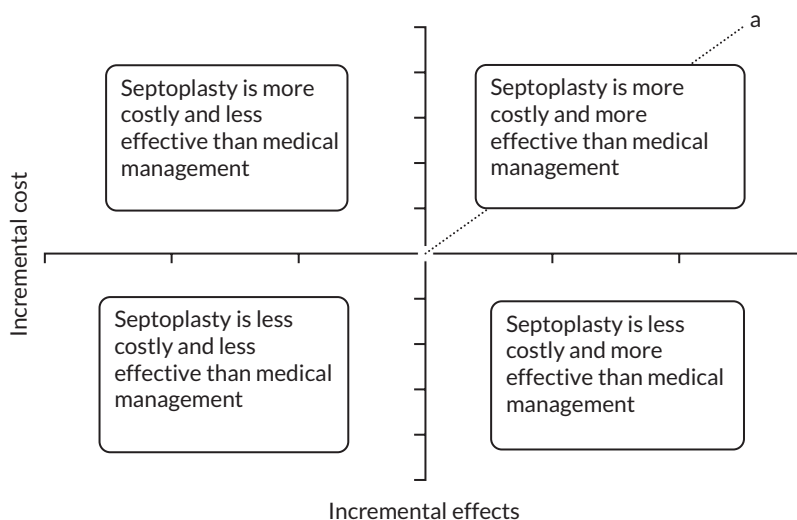 a
Septoplasty is more
costly and less
effective than medical
management
Septoplasty is more
costly and more
effective than medical
management
Incremental cost
Septoplasty is less
costly and less
effective than medical
management
Septoplasty is less
costly and more
effective than medical
management
Incremental effects